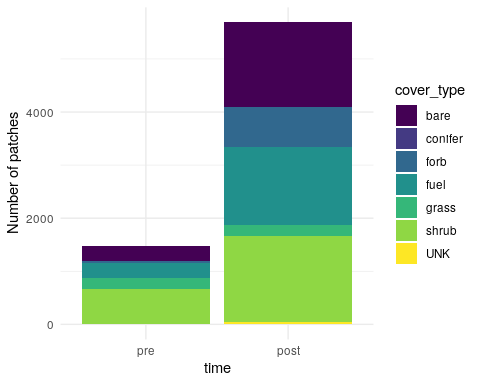 Number of patches
4000
2000
0
pre
post
time
cover_type
bare
conifer
forb
fuel
grass
shrub
UNK